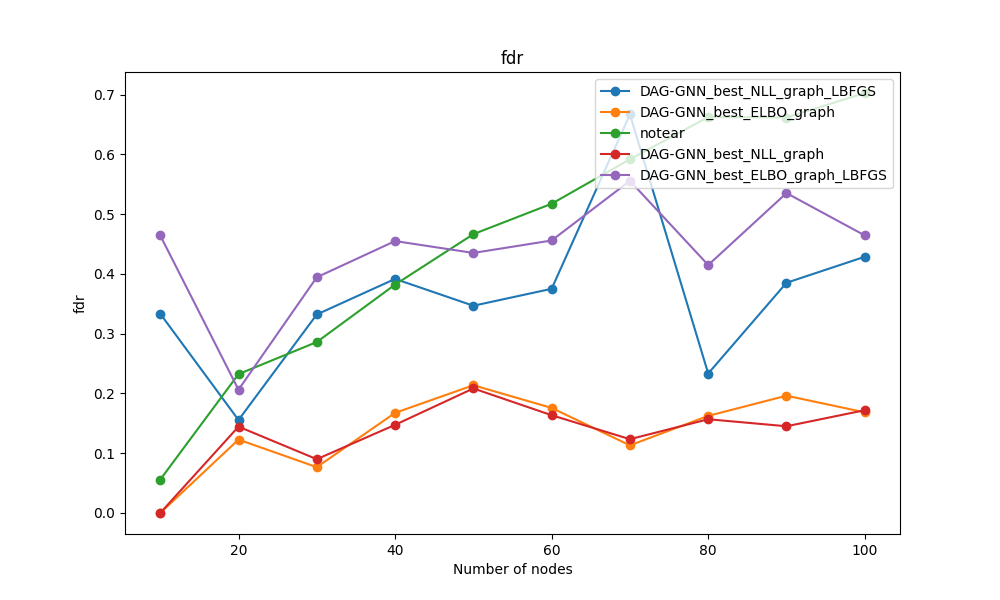 fdr
DAG-GNN_best_NLL_graph_LBFGS
DAG-GNN_best_ELBO_graph
notear
DAG-GNN_best_NLL_graph
DAG-GNN_best_ELBO_graph_LBFGS
0.7
0.6
0.5
0.4
0.3
0.2
0.1
0.0
fdr
20 40 60 80 100
Number of nodes